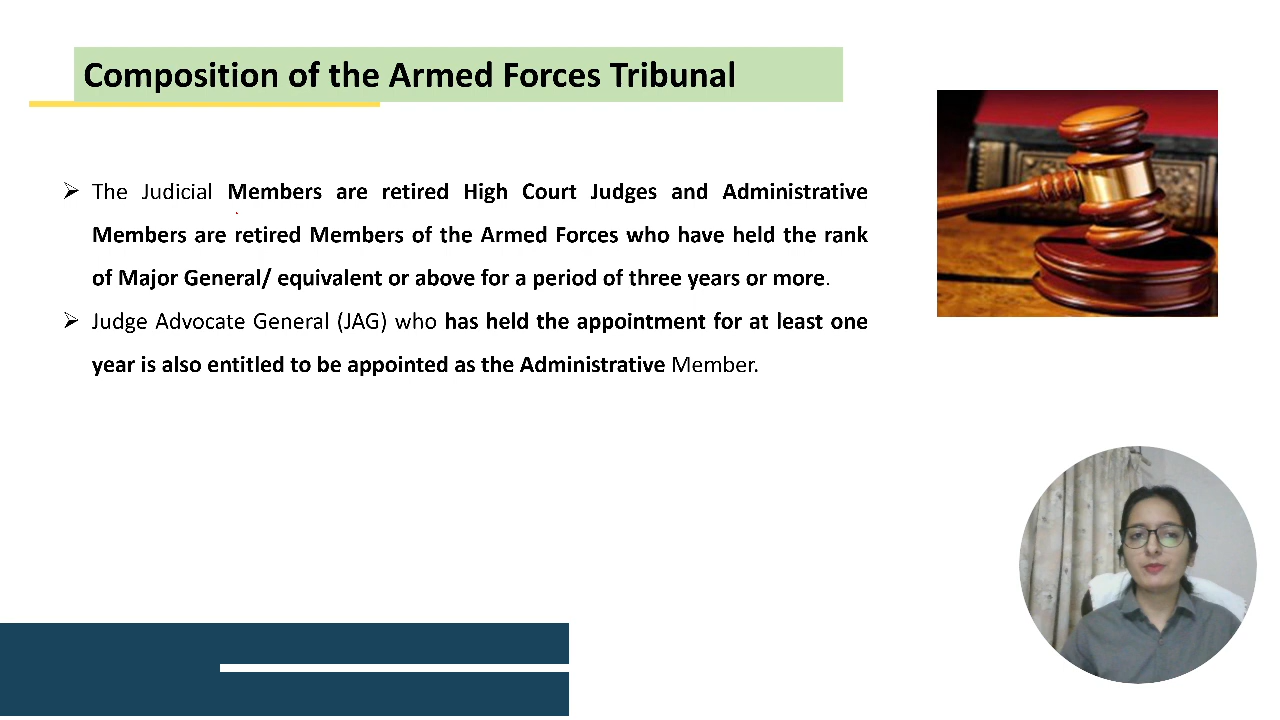 Composition of the Armed Forces Tribunal
➢ The Judicial Members are retired High Court Judges and Administrative
Members are retired Members of the Armed Forces who have held the rank
of Major General/ equivalent or above for a period of three years or more.
➢ Judge Advocate General (JAG) who has held the appointment for at least one
year is also entitled to be appointed as the Administrative Member.